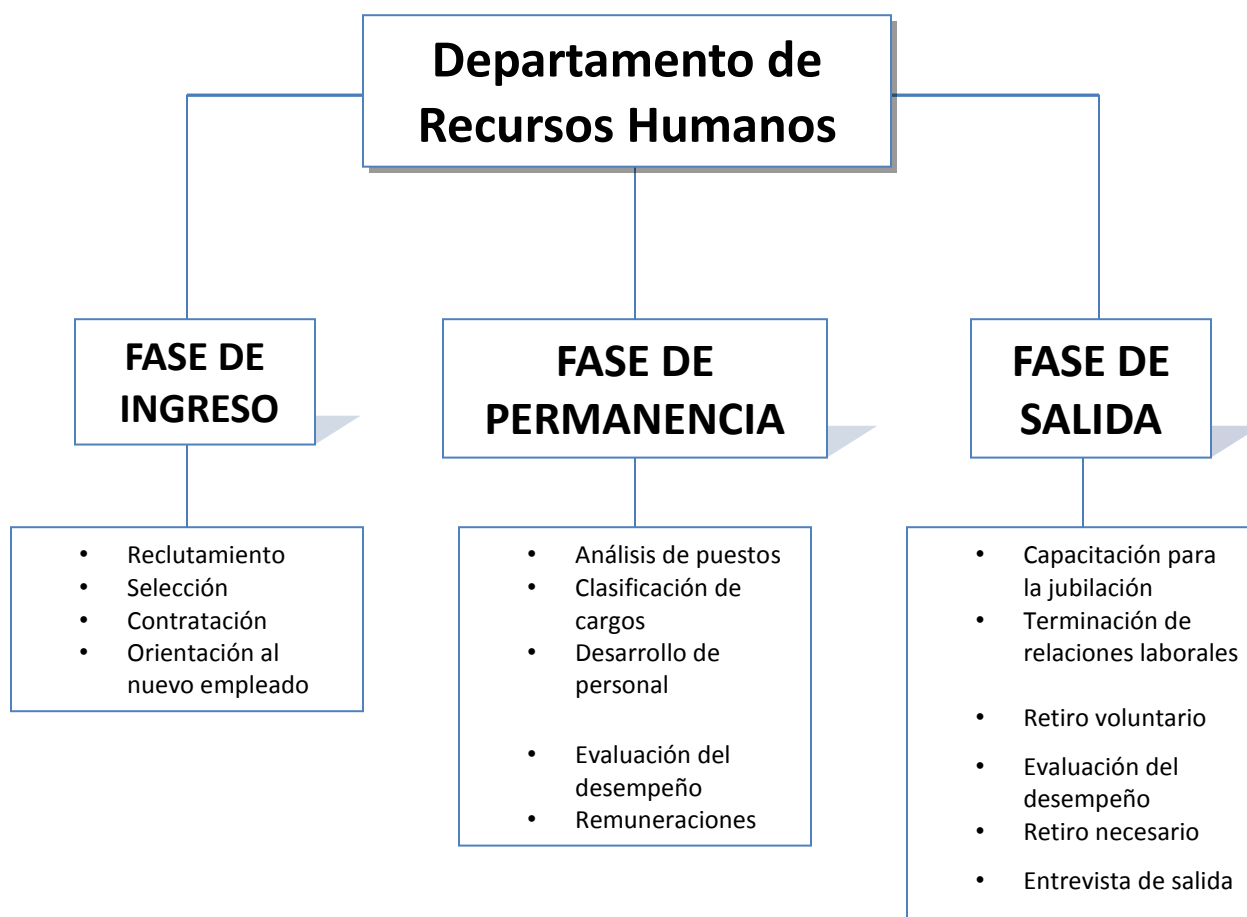 Departamento de
Recursos Humanos
FASE DE
INGRESO
FASE DE
PERMANENCIA
FASE DE
SALIDA
• Reclutamiento
• Selección
• Contratación
• Orientación al
nuevo empleado
• Análisis de puestos
• Clasificación de
cargos
• Desarrollo de
personal
• Evaluación del
desempeño
• Remuneraciones
• Capacitación para
la jubilación
• Terminación de
relaciones laborales
• Retiro voluntario
• Evaluación del
desempeño
• Retiro necesario
• Entrevista de salida